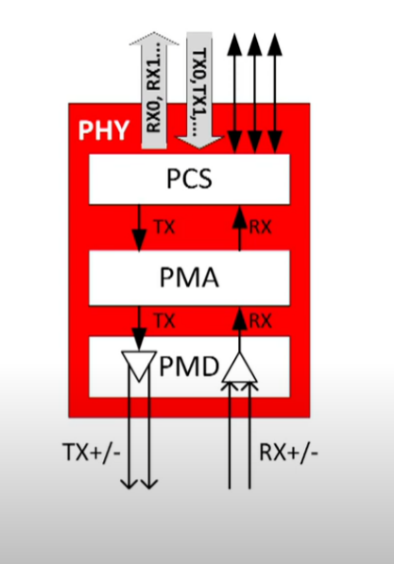 RX0, RX1...
TX0,TX1,...
PHY
PCS
TX
RX
PMA
TX
RX
PMD
TX+/-
RX+/-